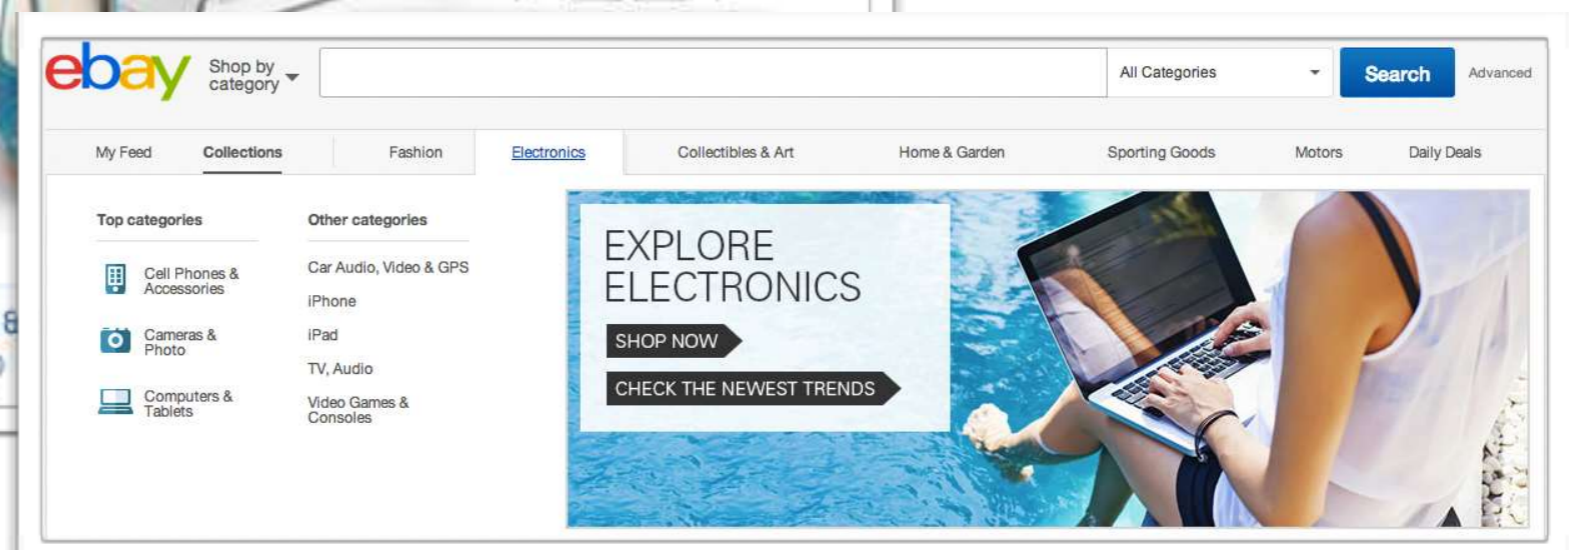 ebay
Shop by
category
All Categories
Search
Advanced
My Feed
Collections
Fashion
Electronics
Collectibles & Art
Home & Garden
Sporting Goods
Motors
Daily Deals
Top categories
Cell Phones &
Accessories
Cameras &
Photo
Computers &
Tablets
Other categories
Car Audio, Video & GPS
iPhone
iPad
TV, Audio
Video Games &
Consoles
EXPLORE
ELECTRONICS
SHOP NOW
CHECK THE NEWEST TRENDS